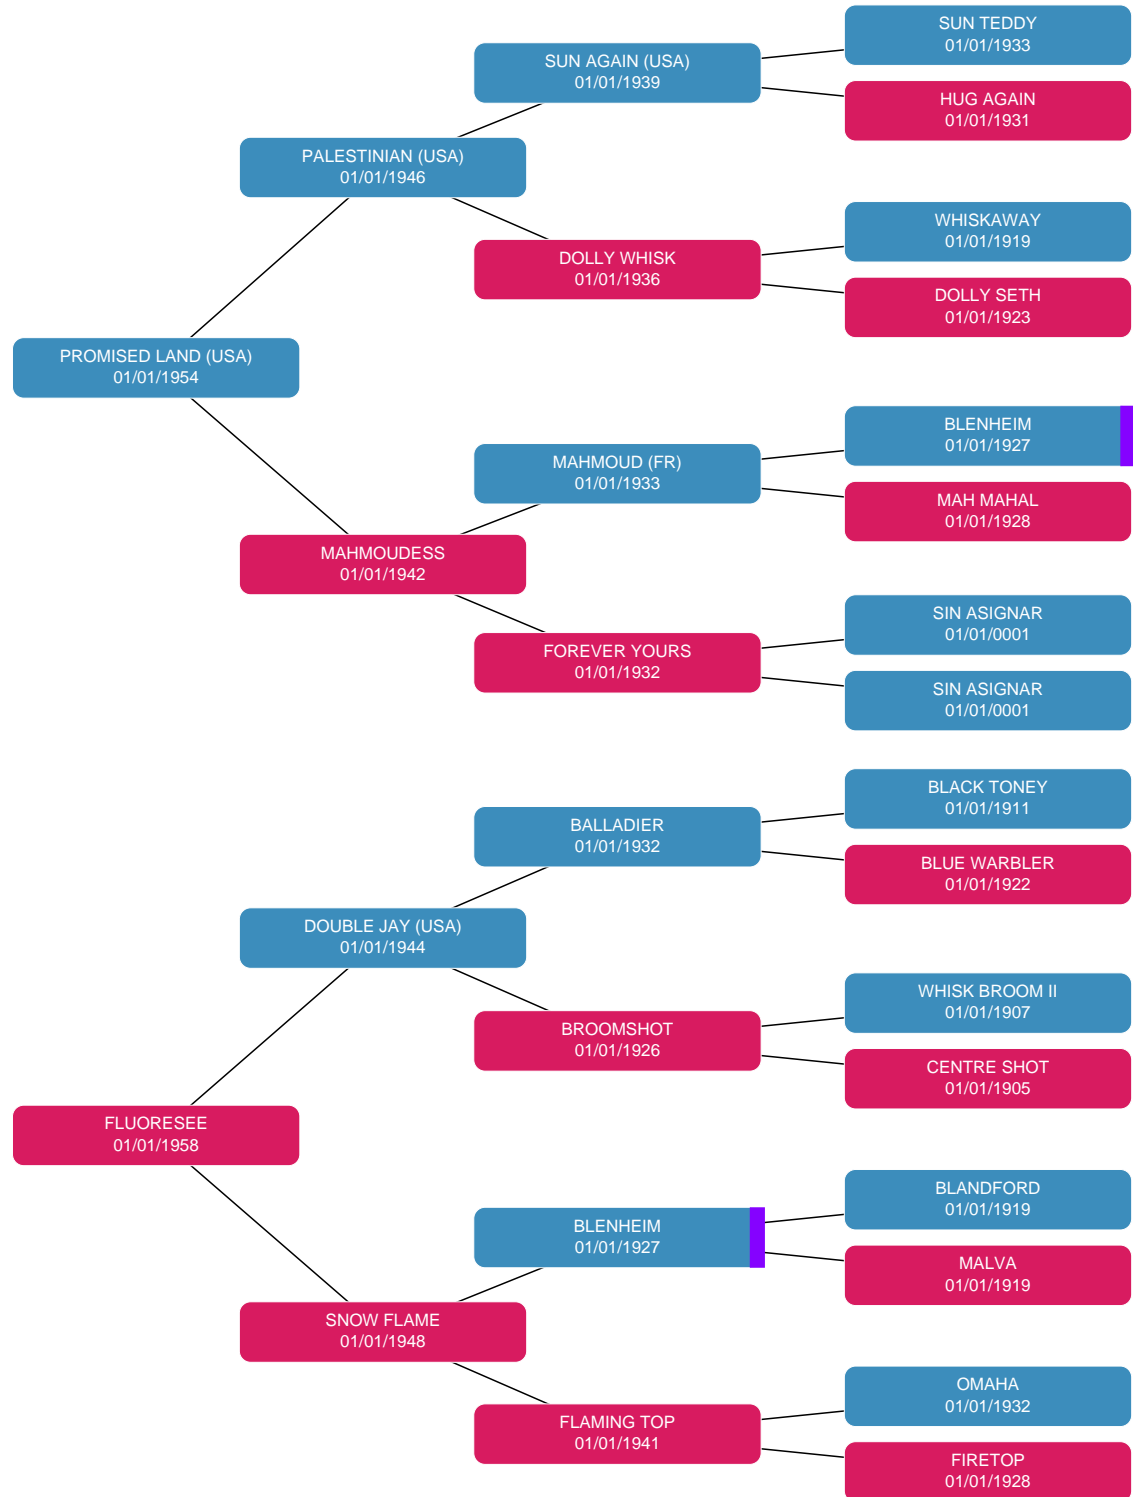 SUN TEDDY
01/01/1933
SUN AGAIN (USA)
01/01/1939
HUG AGAIN
01/01/1931
PALESTINIAN (USA)
01/01/1946
WHISKAWAY
01/01/1919
DOLLY WHISK
01/01/1936
DOLLY SETH
01/01/1923
PROMISED LAND (USA)
01/01/1954
BLENHEIM
01/01/1927
MAHMOUD (FR)
01/01/1933
MAH MAHAL
01/01/1928
MAHMOUDESS
01/01/1942
SIN ASIGNAR
01/01/0001
FOREVER YOURS
01/01/1932
SIN ASIGNAR
01/01/0001
BLACK TONEY
01/01/1911
BALLADIER
01/01/1932
BLUE WARBLER
01/01/1922
DOUBLE JAY (USA)
01/01/1944
WHISK BROOM II
01/01/1907
BROOMSHOT
01/01/1926
CENTRE SHOT
01/01/1905
FLUORESEE
01/01/1958
BLANDFORD
01/01/1919
BLENHEIM
01/01/1927
MALVA
01/01/1919
SNOW FLAME
01/01/1948
OMAHA
01/01/1932
FLAMING TOP
01/01/1941
FIRETOP
01/01/1928